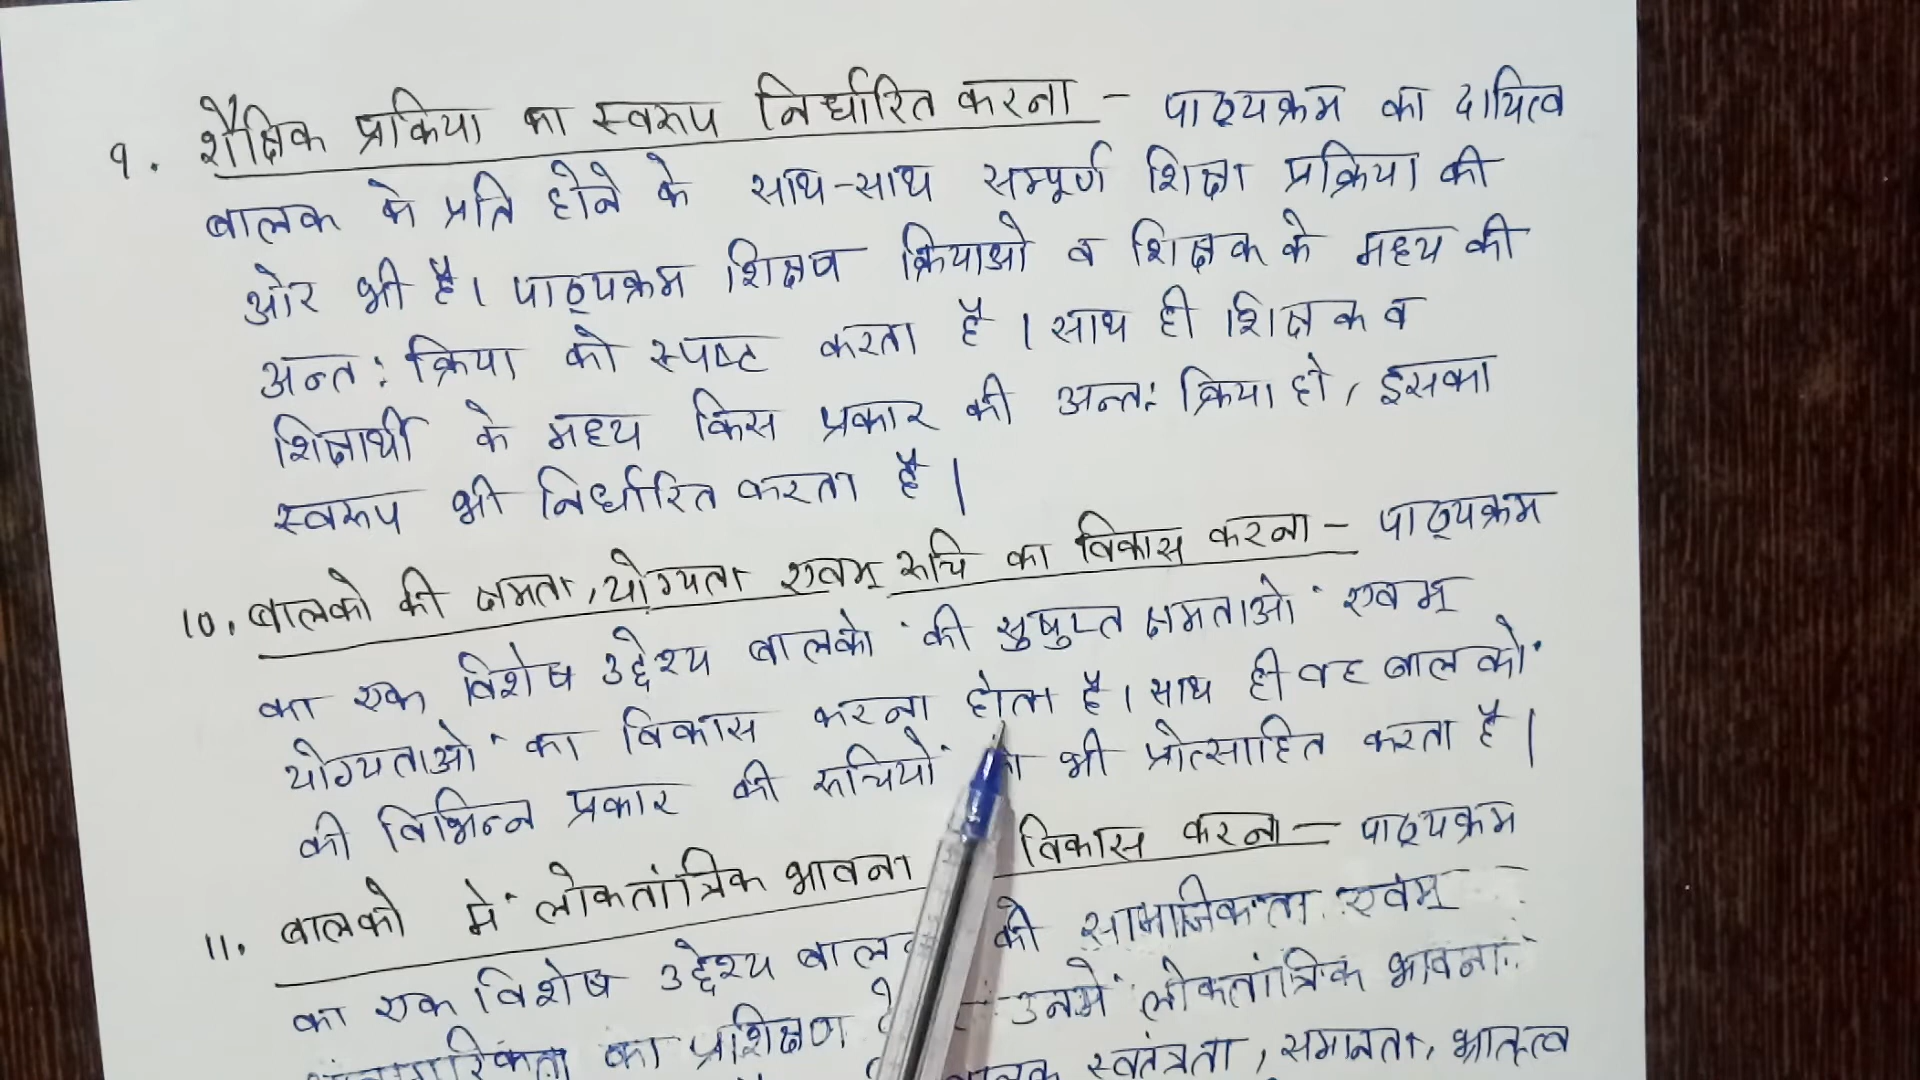 9. शैक्षिक प्रक्रिया का स्वरूप निर्धारित करना - पाठ्यक्रम का दायित्व
बालक के प्रति होने के साथ-साथ सम्पूर्ण शिक्षा प्रक्रिया की
ओर भी है। पाठ्यक्रम शिक्षण क्रियाओ व शिक्षक के मध्य की
अन्त: क्रिया को स्पष्ट करता है। साथ ही शिक्षक व
शिक्षार्थी के मध्य किस प्रकार की अन्त: क्रिया हो, इसका
स्वरूप भी निर्धारित करता है।
10. बालको की क्षमता, योग्यता एवम् रूचि का विकास करना - पाठ्यक्रम
का एक विशेष उद्देश्य बालकों की सुषुप्त क्षमताओं एवम्
योग्यताओं का विकास करना होता है। साथ ही वह बालकों
की विभिन्न प्रकार की रूचियों भी प्रोत्साहित करता है।
11. बालको में लोकतांत्रिक भावना विकास करना - पाठ्यक्रम
का एक विशेष उद्देश्य को सामाजिकता एवम्
का प्रशिक्षण उनमें लोकतांत्रिक भावना
स्वतंत्रता, समानता, भ्रातृत्व